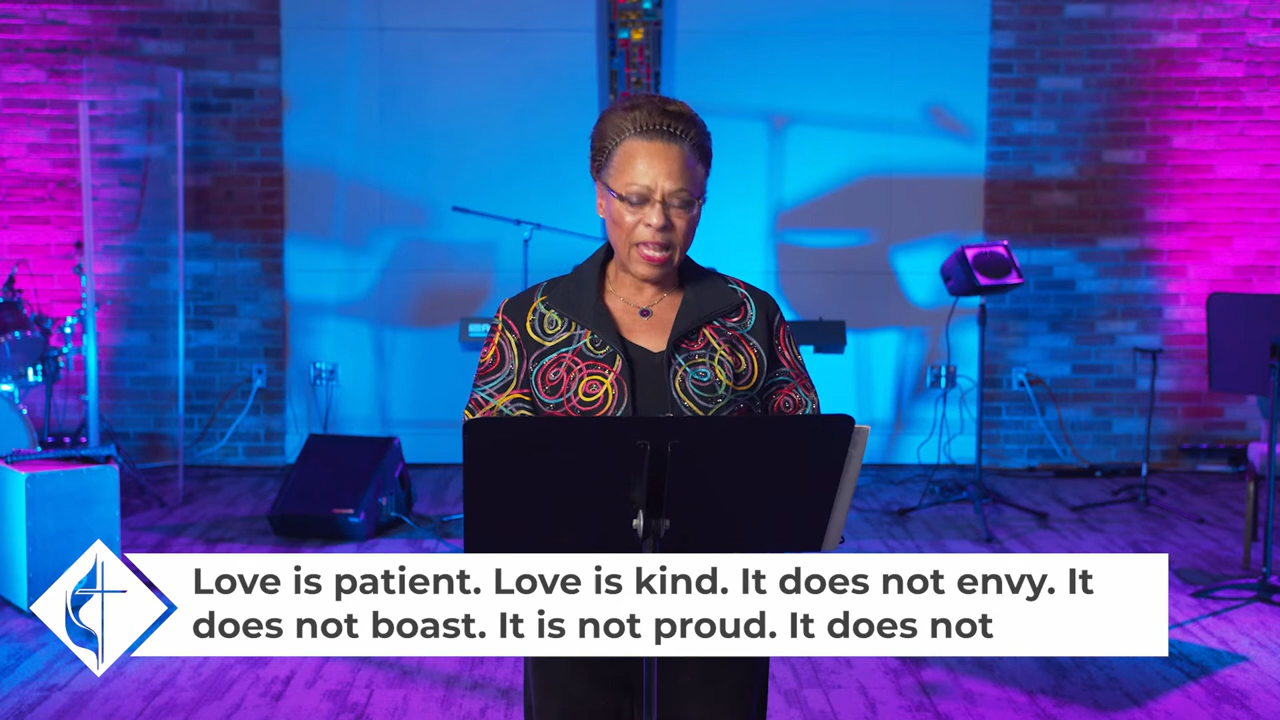 Love is patient. Love is kind. It does not envy. It
does not boast. It is not proud. It does not